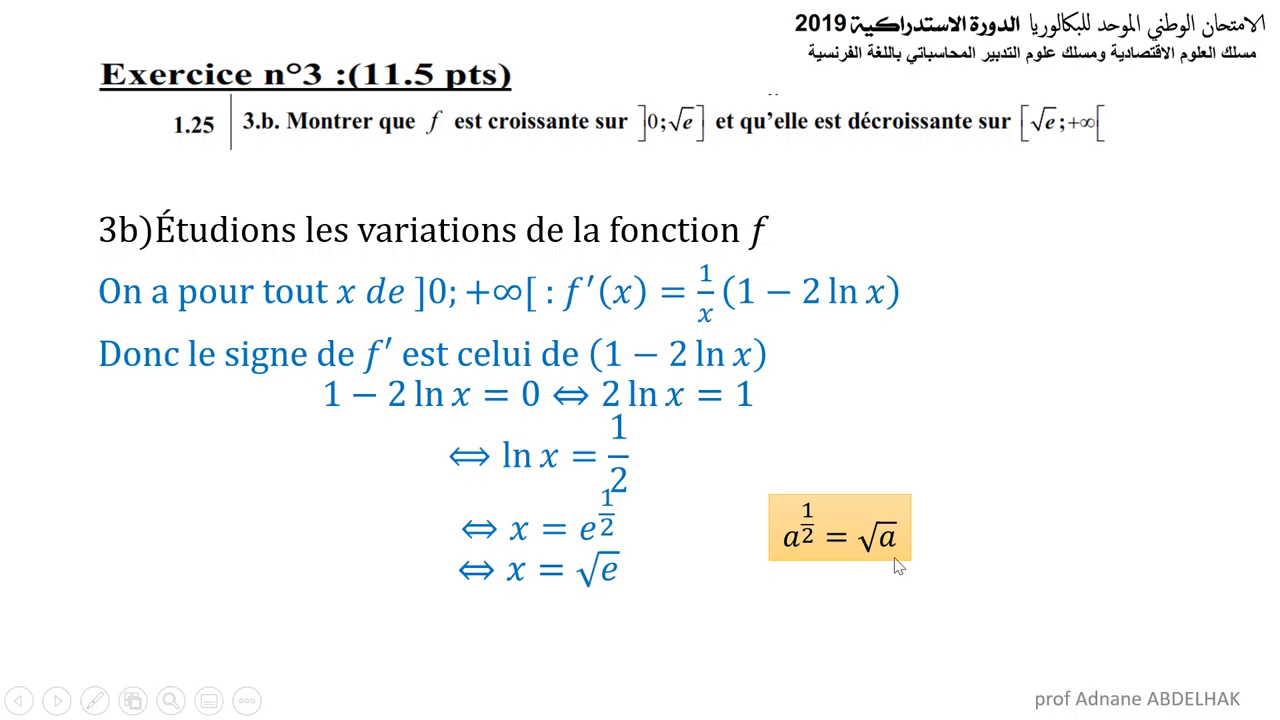 الامتحان الوطني الموحد للبكالوريا الدورة الاستدراكية 2019
مسلك العلوم الاقتصادية ومسلك علوم التدبير المحاسباتي باللغة الفرنسية
Exercice n°3 :(11.5 pts)
1.25 3.b. Montrer que f est croissante sur ]0;√e] et qu'elle est décroissante sur [√e;+∞[
3b)Étudions les variations de la fonction f
On a pour tout x de ]0; +∞[ : f′(x) = 1/x (1 − 2 ln x)
Donc le signe de f′ est celui de (1 − 2 ln x)
1 − 2 ln x = 0 ⇔ 2 ln x = 1
⇔ ln x = 1/2
⇔ x = e^(1/2)
a^(1/2) = √a
⇔ x = √e
prof Adnane ABDELHAK